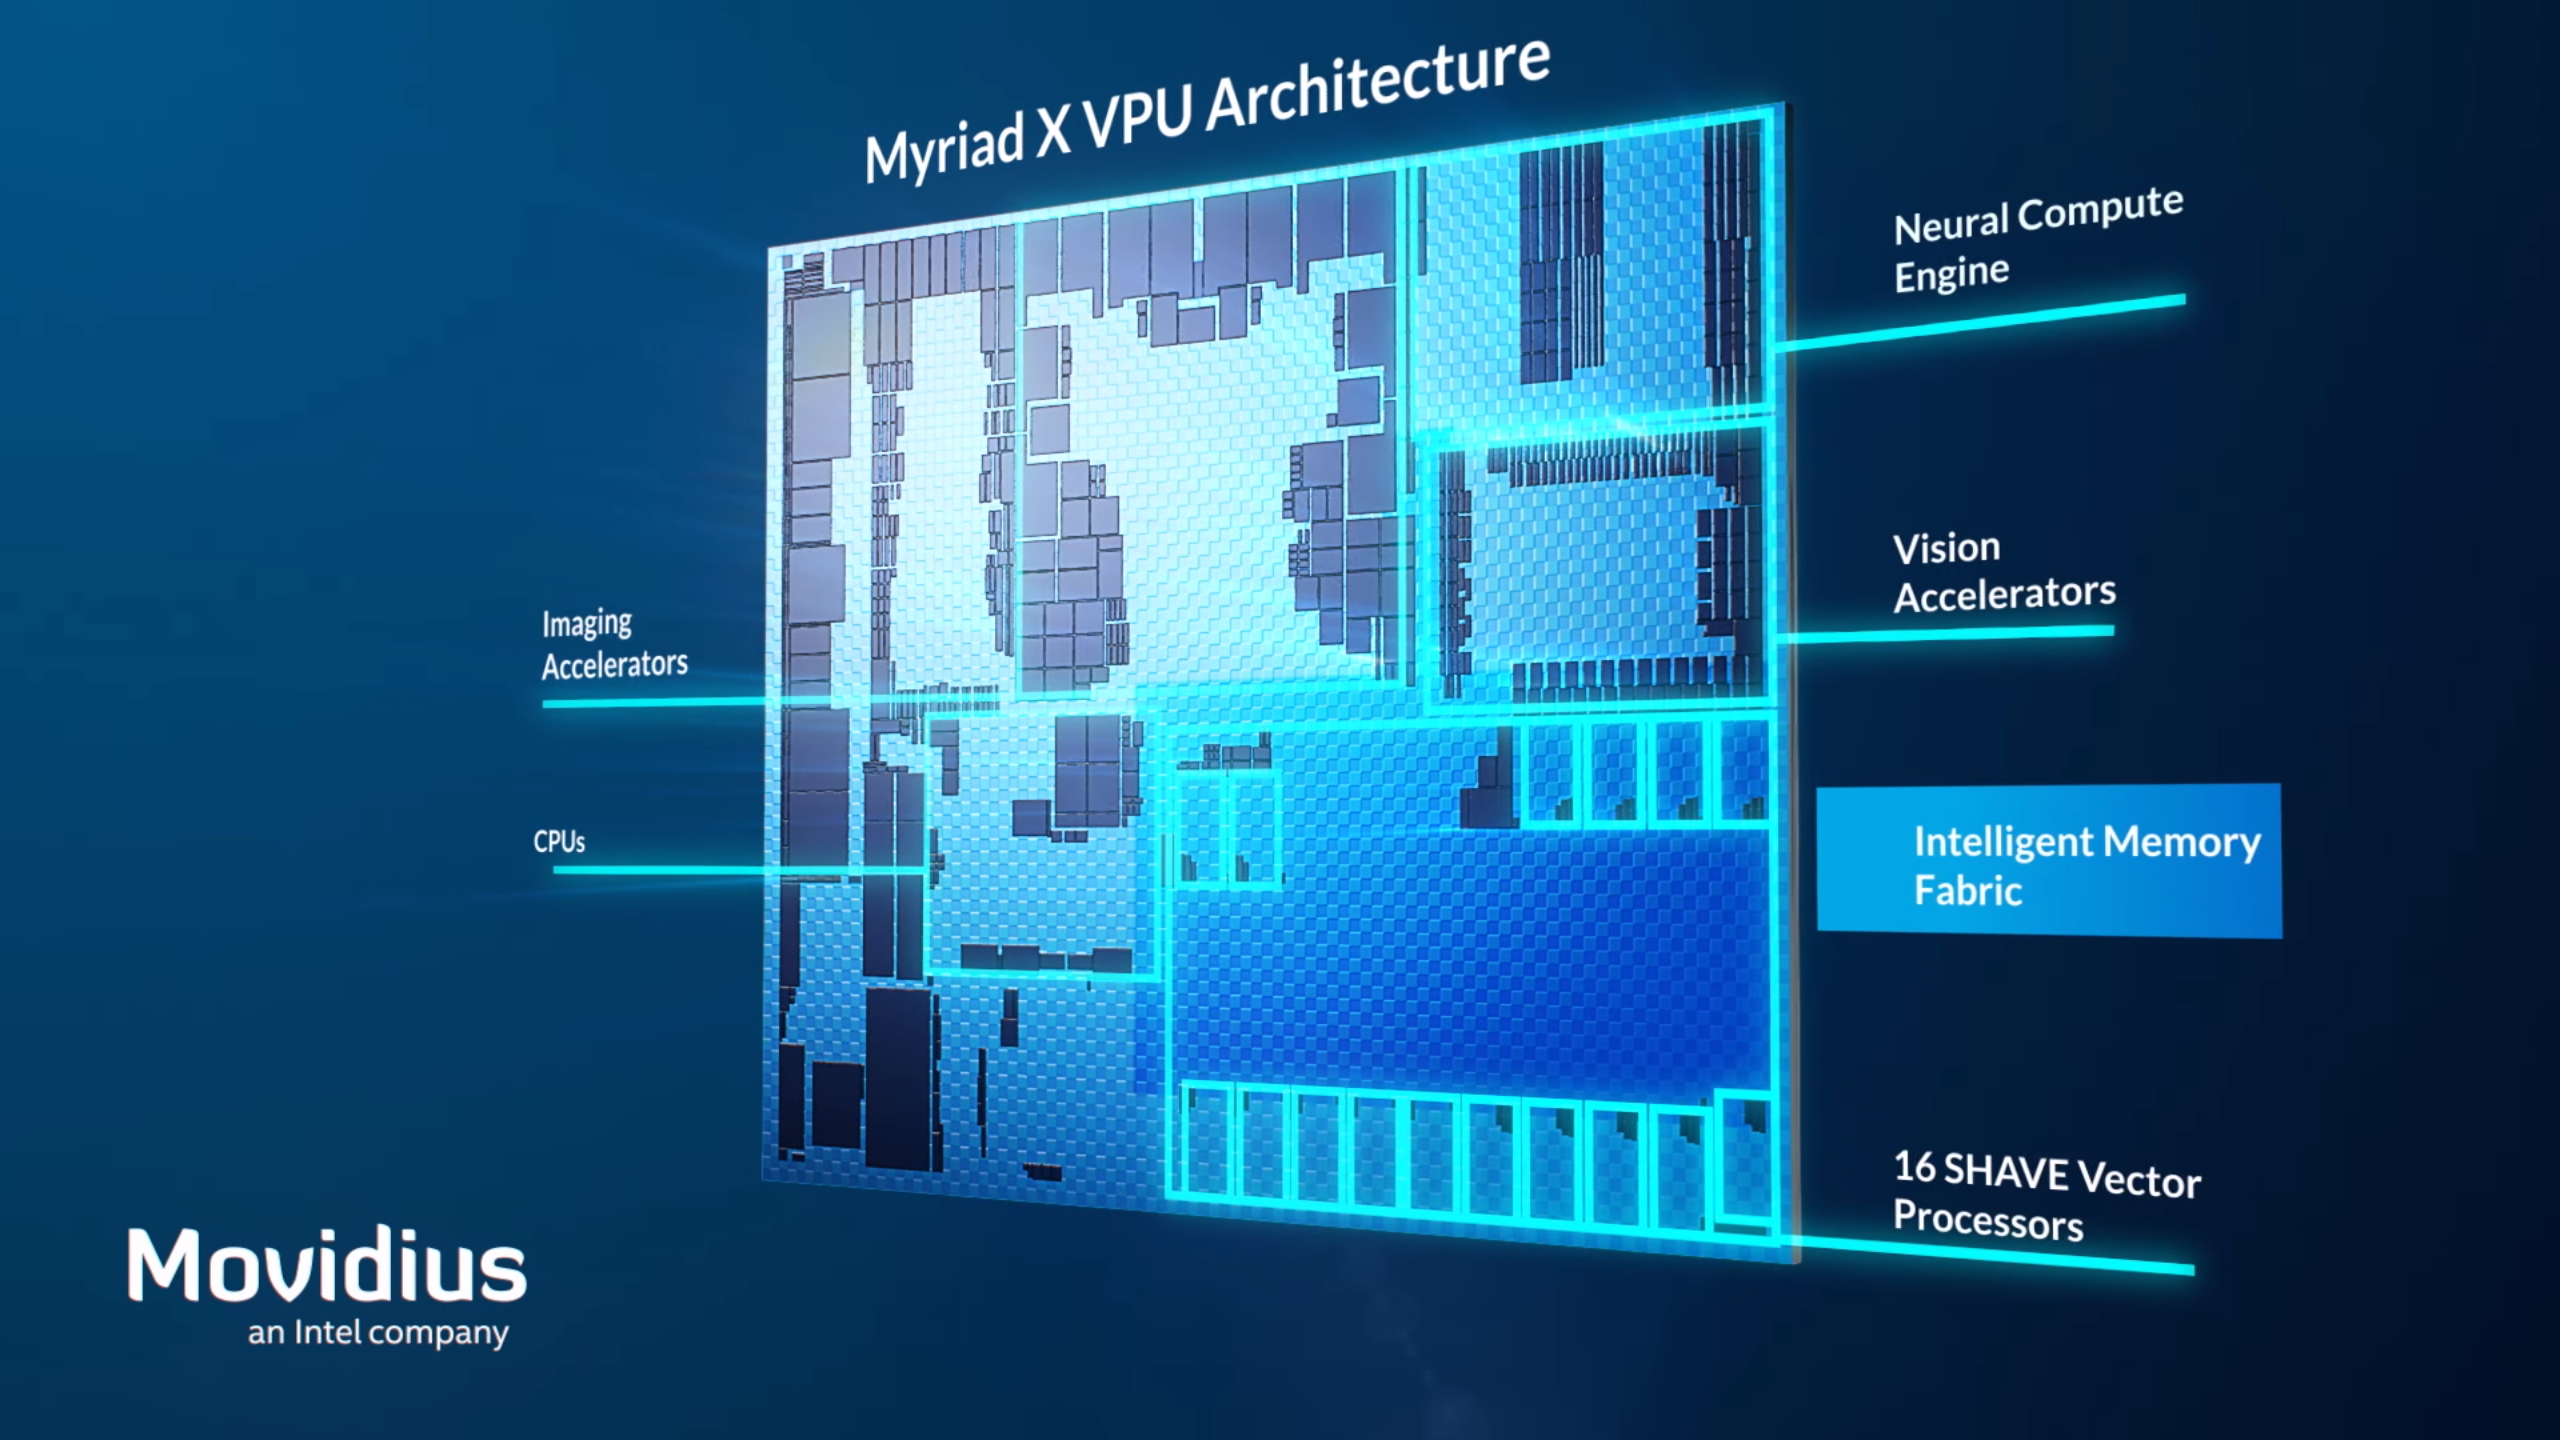 Myriad X VPU Architecture
Neural Compute
Engine
Vision
Accelerators
Imaging
Accelerators
CPUs
Intelligent Memory
Fabric
16 SHAVE Vector
Processors
Movidius
an Intel company